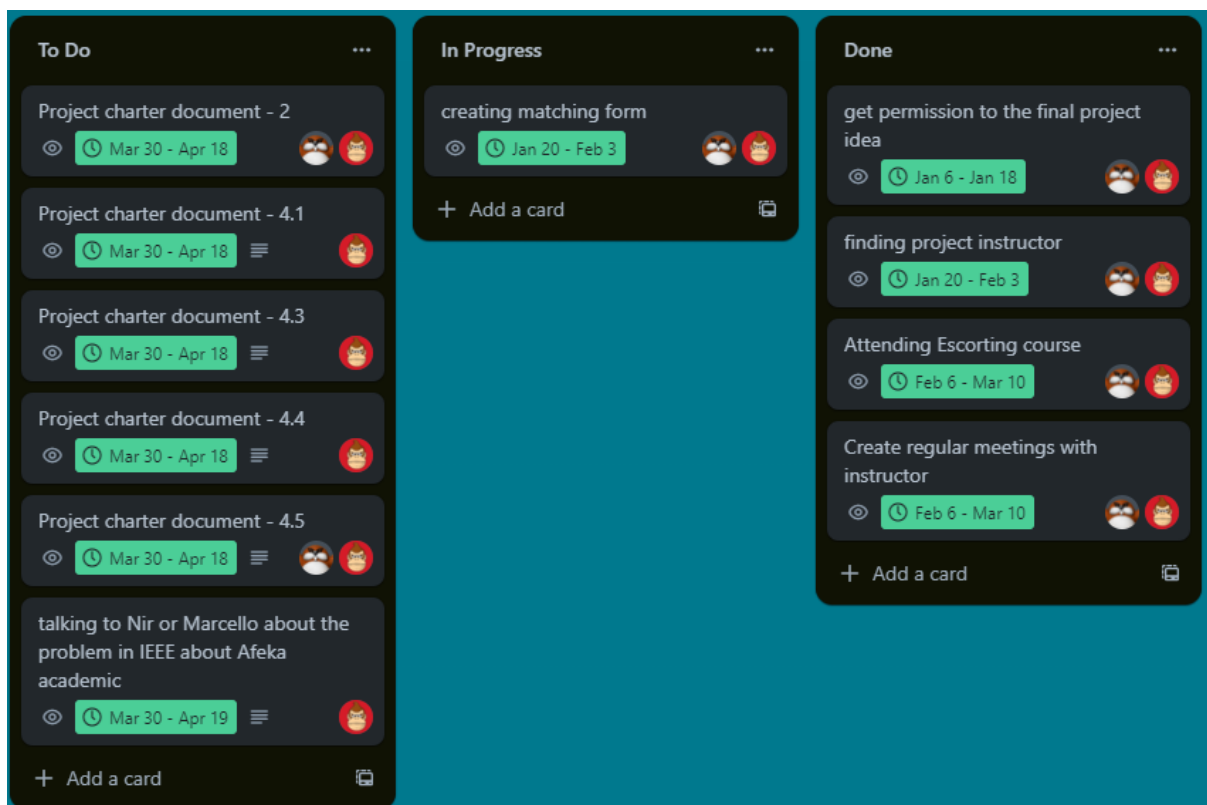 To Do
Project charter document - 2
Mar 30 - Apr 18
Project charter document - 4.1
Mar 30 - Apr 18
Project charter document - 4.3
Mar 30 - Apr 18
Project charter document - 4.4
Mar 30 - Apr 18
Project charter document - 4.5
Mar 30 - Apr 18
talking to Nir or Marcello about the
problem in IEEE about Afeka
academic
Mar 30 - Apr 19
+ Add a card
In Progress
creating matching form
Jan 20 - Feb 3
+ Add a card
Done
get permission to the final project
idea
Jan 6 - Jan 18
finding project instructor
Jan 20 - Feb 3
Attending Escorting course
Feb 6 - Mar 10
Create regular meetings with
instructor
Feb 6 - Mar 10
+ Add a card